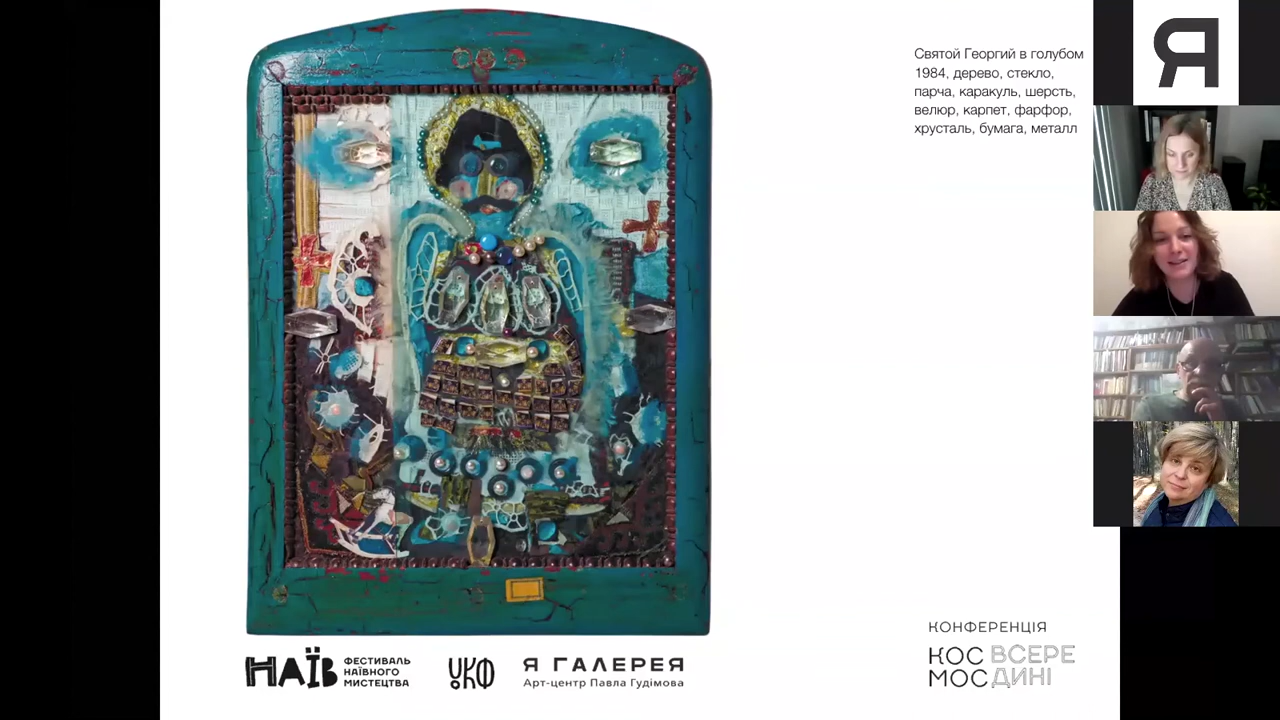 Святой Георгий в голубом
1984, дерево, стекло,
парча, каракуль, шерсть,
велюр, карпет, фарфор,
хрусталь, бумага, металл
Я
НАЇВ
ФЕСТИВАЛЬ
НАЇВНОГО
МИСТЕЦТВА
УКФ
Я ГАЛЕРЕЯ
Арт-центр Павла Гудімова
КОНФЕРЕНЦІЯ
КОС ВСЕРЕ
МОС ДИНІ